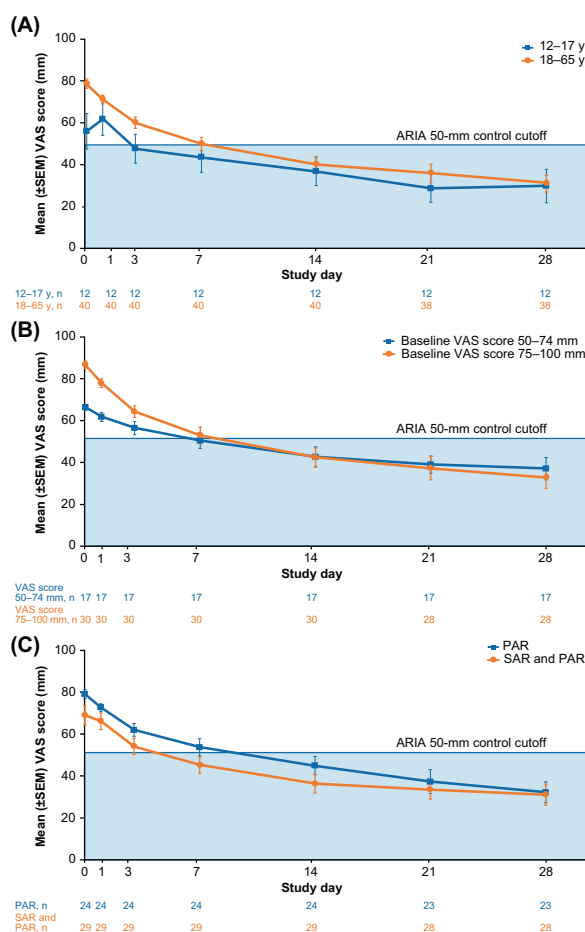 (A)
12–17 y
18–65 y
Mean (±SEM) VAS score (mm)
100
80
60
40
20
0
ARIA 50-mm control cutoff
0 1 3 7 14 21 28
Study day
12–17 y, n 12 12 12 12 12 12 12
18–65 y, n 40 40 40 40 40 38 38
(B)
Baseline VAS score 50–74 mm
Baseline VAS score 75–100 mm
Mean (±SEM) VAS score (mm)
100
80
60
40
20
0
ARIA 50-mm control cutoff
0 1 3 7 14 21 28
Study day
VAS score
50–74 mm, n 17 17 17 17 17 17 17
VAS score
75–100 mm, n 30 30 30 30 30 28 28
(C)
PAR
SAR and PAR
Mean (±SEM) VAS score (mm)
100
80
60
40
20
0
ARIA 50-mm control cutoff
0 1 3 7 14 21 28
Study day
PAR, n 24 24 24 24 24 23 23
SAR and
PAR, n 29 29 29 29 29 28 28